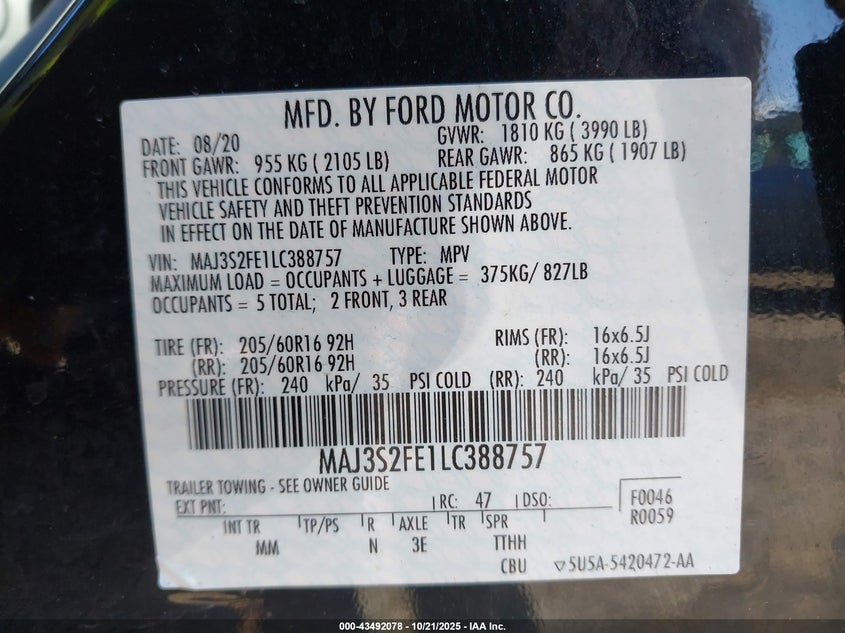 MFD. BY FORD MOTOR CO.
DATE: 08/20 GVWR: 1810 KG ( 3990 LB)
FRONT GAWR: 955 KG ( 2105 LB) REAR GAWR: 865 KG ( 1907 LB)
THIS VEHICLE CONFORMS TO ALL APPLICABLE FEDERAL MOTOR
VEHICLE SAFETY AND THEFT PREVENTION STANDARDS
IN EFFECT ON THE DATE OF MANUFACTURE SHOWN ABOVE.
VIN: MAJ3S2FE1LC388757 TYPE: MPV
MAXIMUM LOAD = OCCUPANTS + LUGGAGE = 375KG/ 827LB
OCCUPANTS = 5 TOTAL; 2 FRONT, 3 REAR
TIRE (FR): 205/60R16 92H RIMS (FR): 16x6.5J
(RR): 205/60R16 92H (RR): 16x6.5J
PRESSURE (FR): 240 kPa/ 35 PSI COLD (RR): 240 kPa/ 35 PSI COLD
MAJ3S2FE1LC388757
TRAILER TOWING - SEE OWNER GUIDE
EXT PNT: RC: 47 DSO: F0046
R0059
INT TR TP/PS R AXLE TR SPR
MM N 3E TTHH
CBU ▽5U5A-5420472-AA
000-43492078 - 10/21/2025 - IAA Inc.